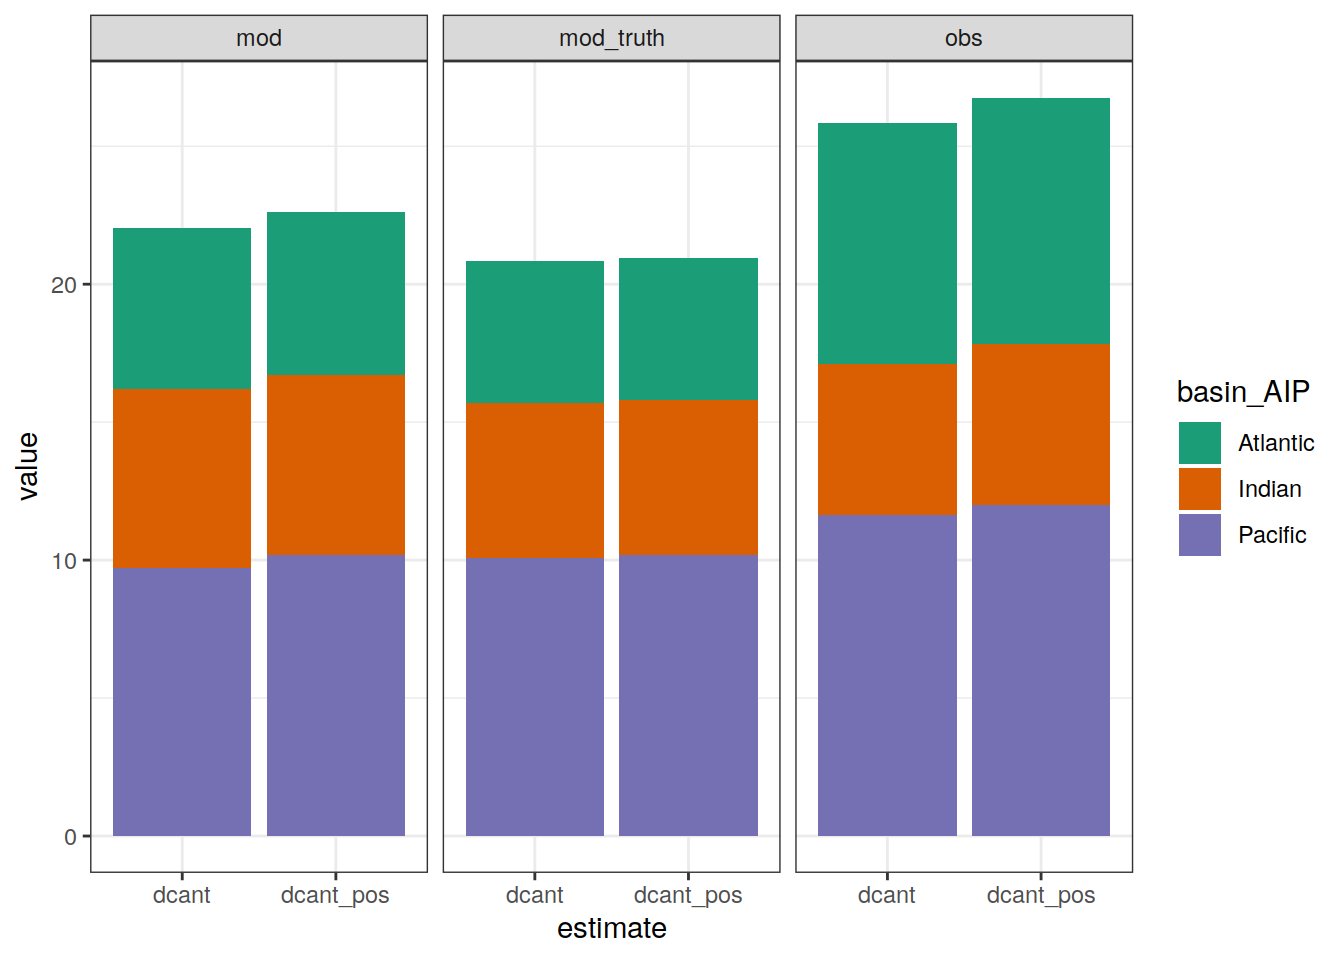 mod
mod_truth
obs
value
20
10
0
dcant
dcant_pos
dcant
dcant_pos
dcant
dcant_pos
estimate
basin_AIP
Atlantic
Indian
Pacific